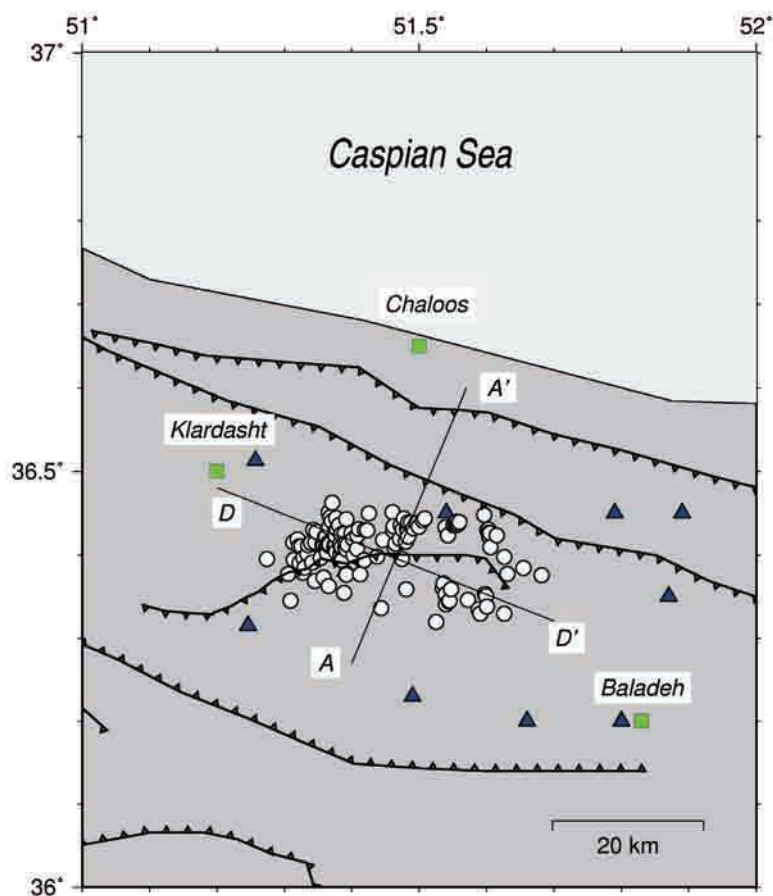 51° 51.5° 52°
37°
Caspian Sea
Chaloos
A'
Klardasht
36.5°
D
A
D'
Baladeh
20 km
36°